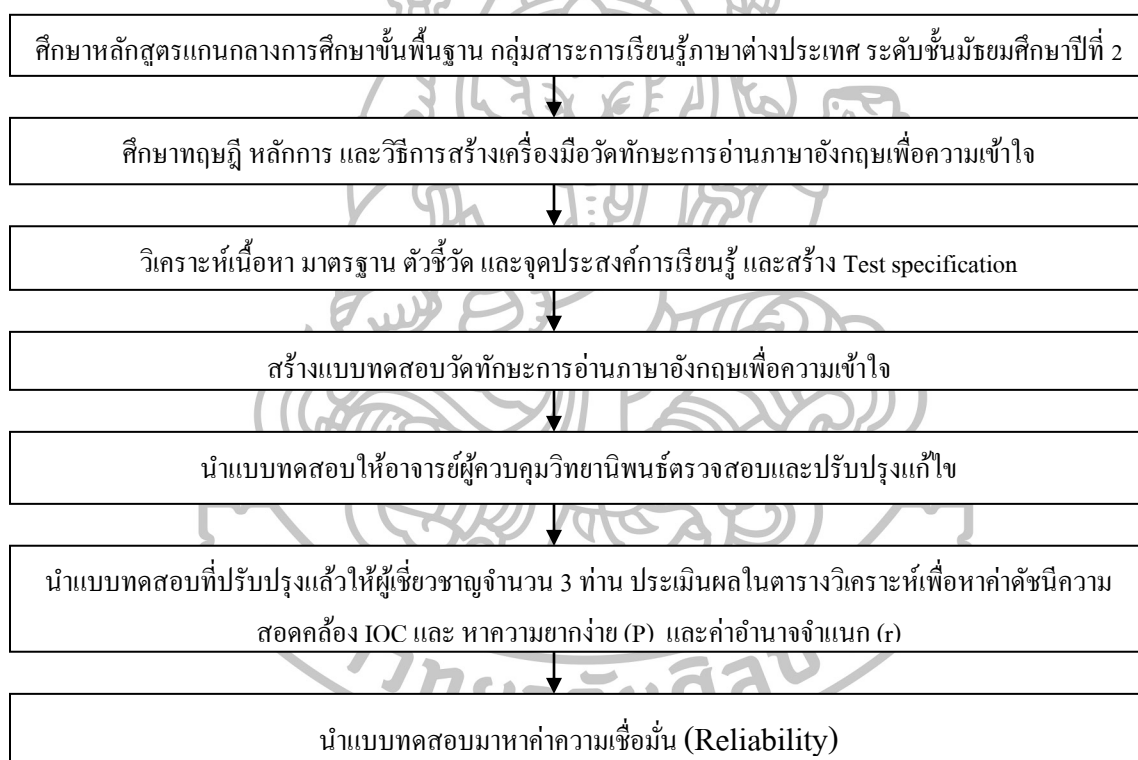 ศึกษาหลักสูตรแกนกลางการศึกษาขั้นพื้นฐาน กลุ่มสาระการเรียนรู้ภาษาต่างประเทศ ระดับชั้นมัธยมศึกษาปีที่ 2
ศึกษาทฤษฎี หลักการ และวิธีการสร้างเครื่องมือวัดทักษะการอ่านภาษาอังกฤษเพื่อความเข้าใจ
วิเคราะห์เนื้อหา มาตรฐาน ตัวชี้วัด และจุดประสงค์การเรียนรู้ และสร้าง Test specification
สร้างแบบทดสอบวัดทักษะการอ่านภาษาอังกฤษเพื่อความเข้าใจ
นำแบบทดสอบให้อาจารย์ผู้ควบคุมวิทยานิพนธ์ตรวจสอบและปรับปรุงแก้ไข
นำแบบทดสอบที่ปรับปรุงแล้วให้ผู้เชี่ยวชาญจำนวน 3 ท่าน ประเมินผลในตารางวิเคราะห์เพื่อหาค่าดัชนีความ
สอดคล้อง IOC และ หาความยากง่าย (P) และค่าอำนาจจำแนก (r)
นำแบบทดสอบมาหาค่าความเชื่อมั่น (Reliability)